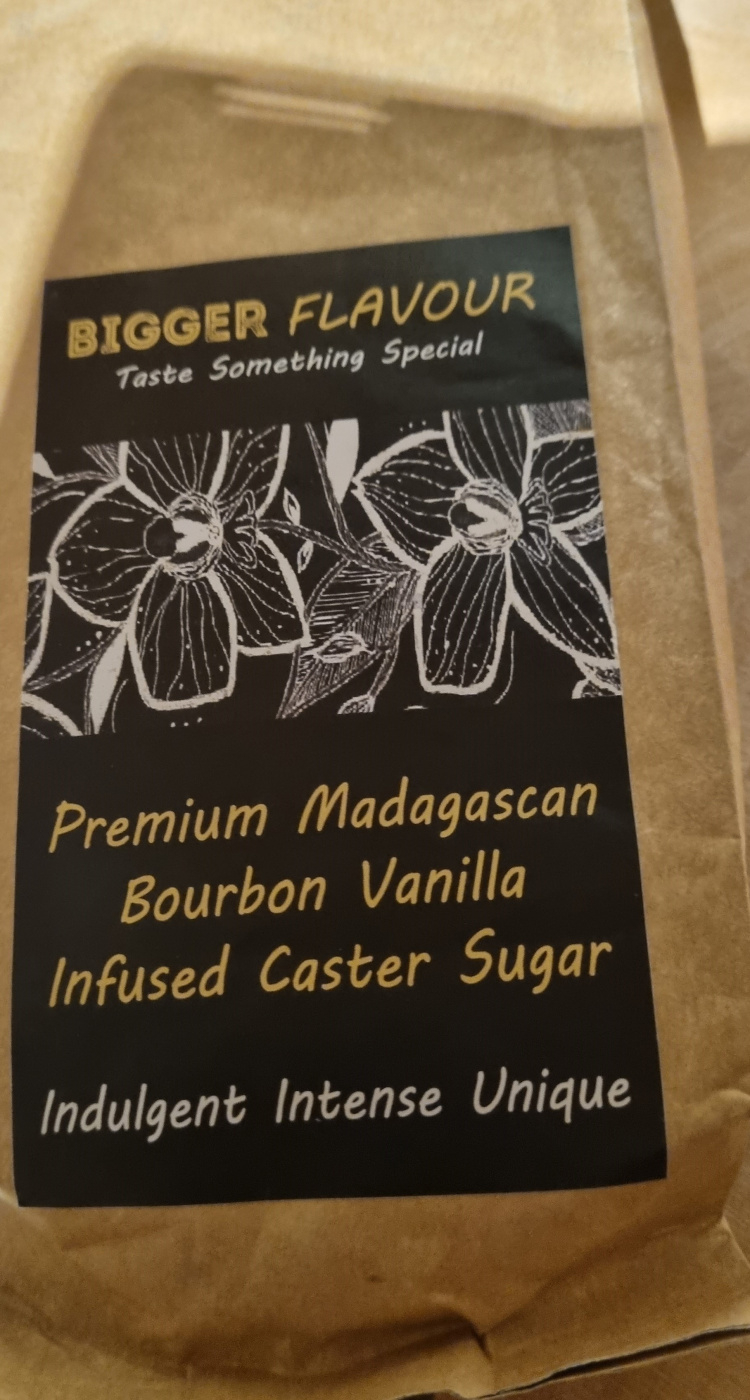 BIGGER FLAVOUR
Taste Something Special
Premium Madagascan
Bourbon Vanilla
Infused Caster Sugar
Indulgent Intense Unique